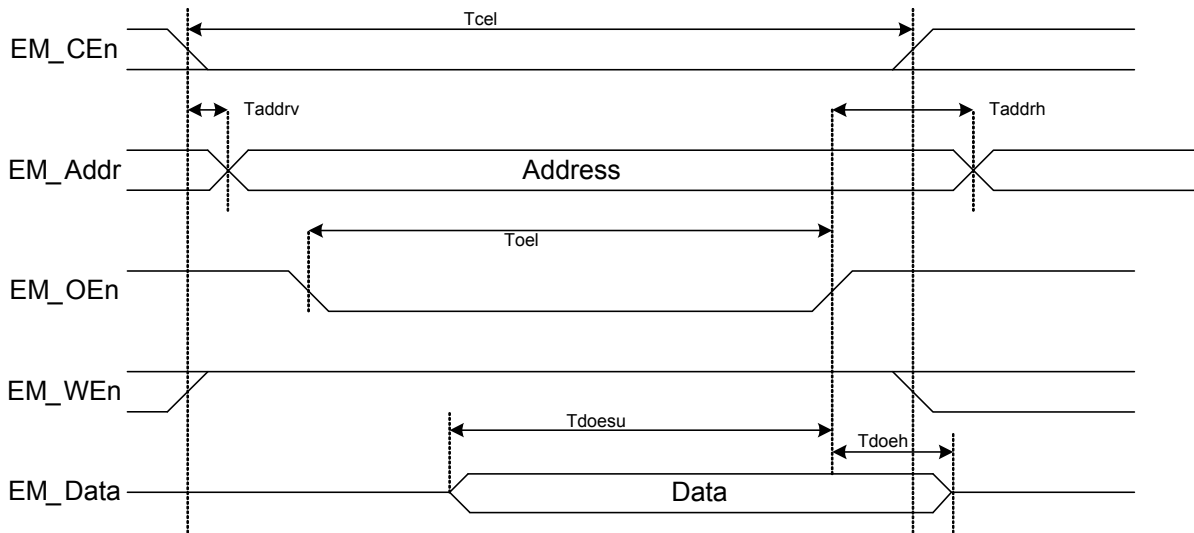 Tcel
EM_CEn
Taddrv
Taddrh
EM_Addr
Address
Toel
EM_OEn
EM_WEn
Tdoesu
Tdoeh
EM_Data
Data